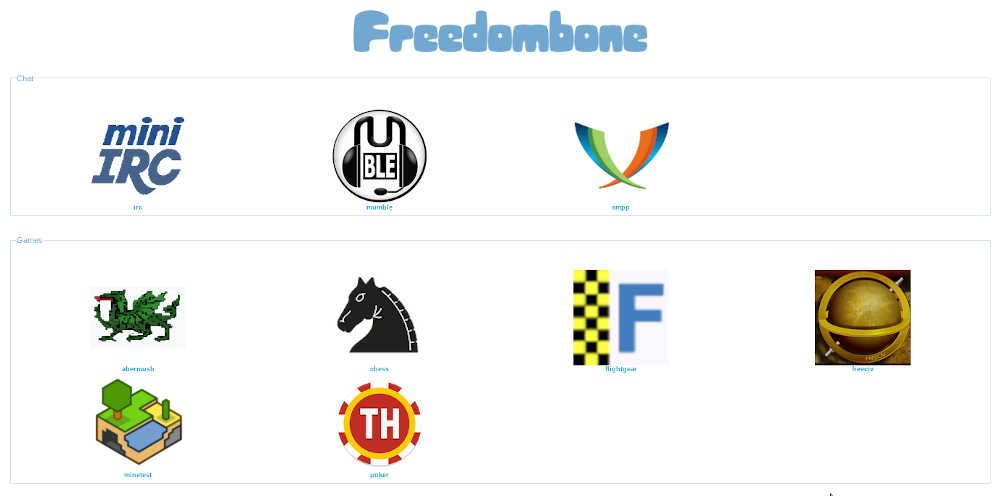 Freedombone
Chat
mini
IRC
U
BLE
irc
mumble
xmpp
Games
F
abermush
chess
flightgear
freeciv
TH
minetest
poker